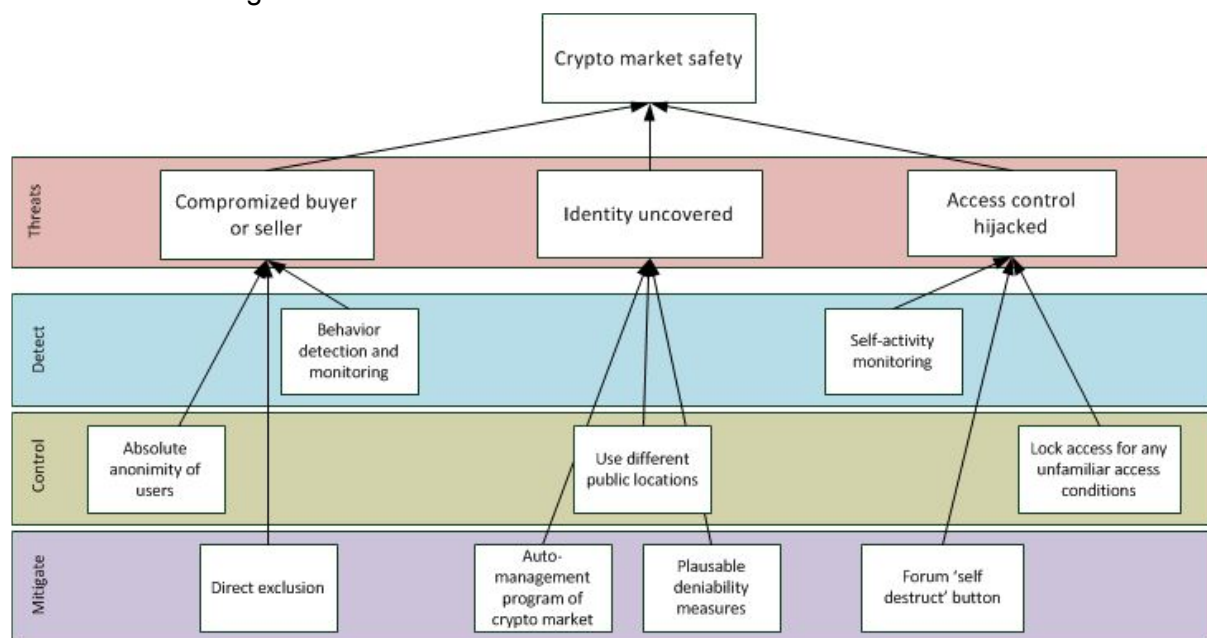 Crypto market safety
Threats
Compromized buyer
or seller
Identity uncovered
Access control
hijacked
Detect
Behavior
detection and
monitoring
Self-activity
monitoring
Control
Absolute
anonimity of
users
Use different
public locations
Lock access for any
unfamiliar access
conditions
Mitigate
Direct exclusion
Auto-
management
program of
crypto market
Plausable
deniability
measures
Forum 'self
destruct' button